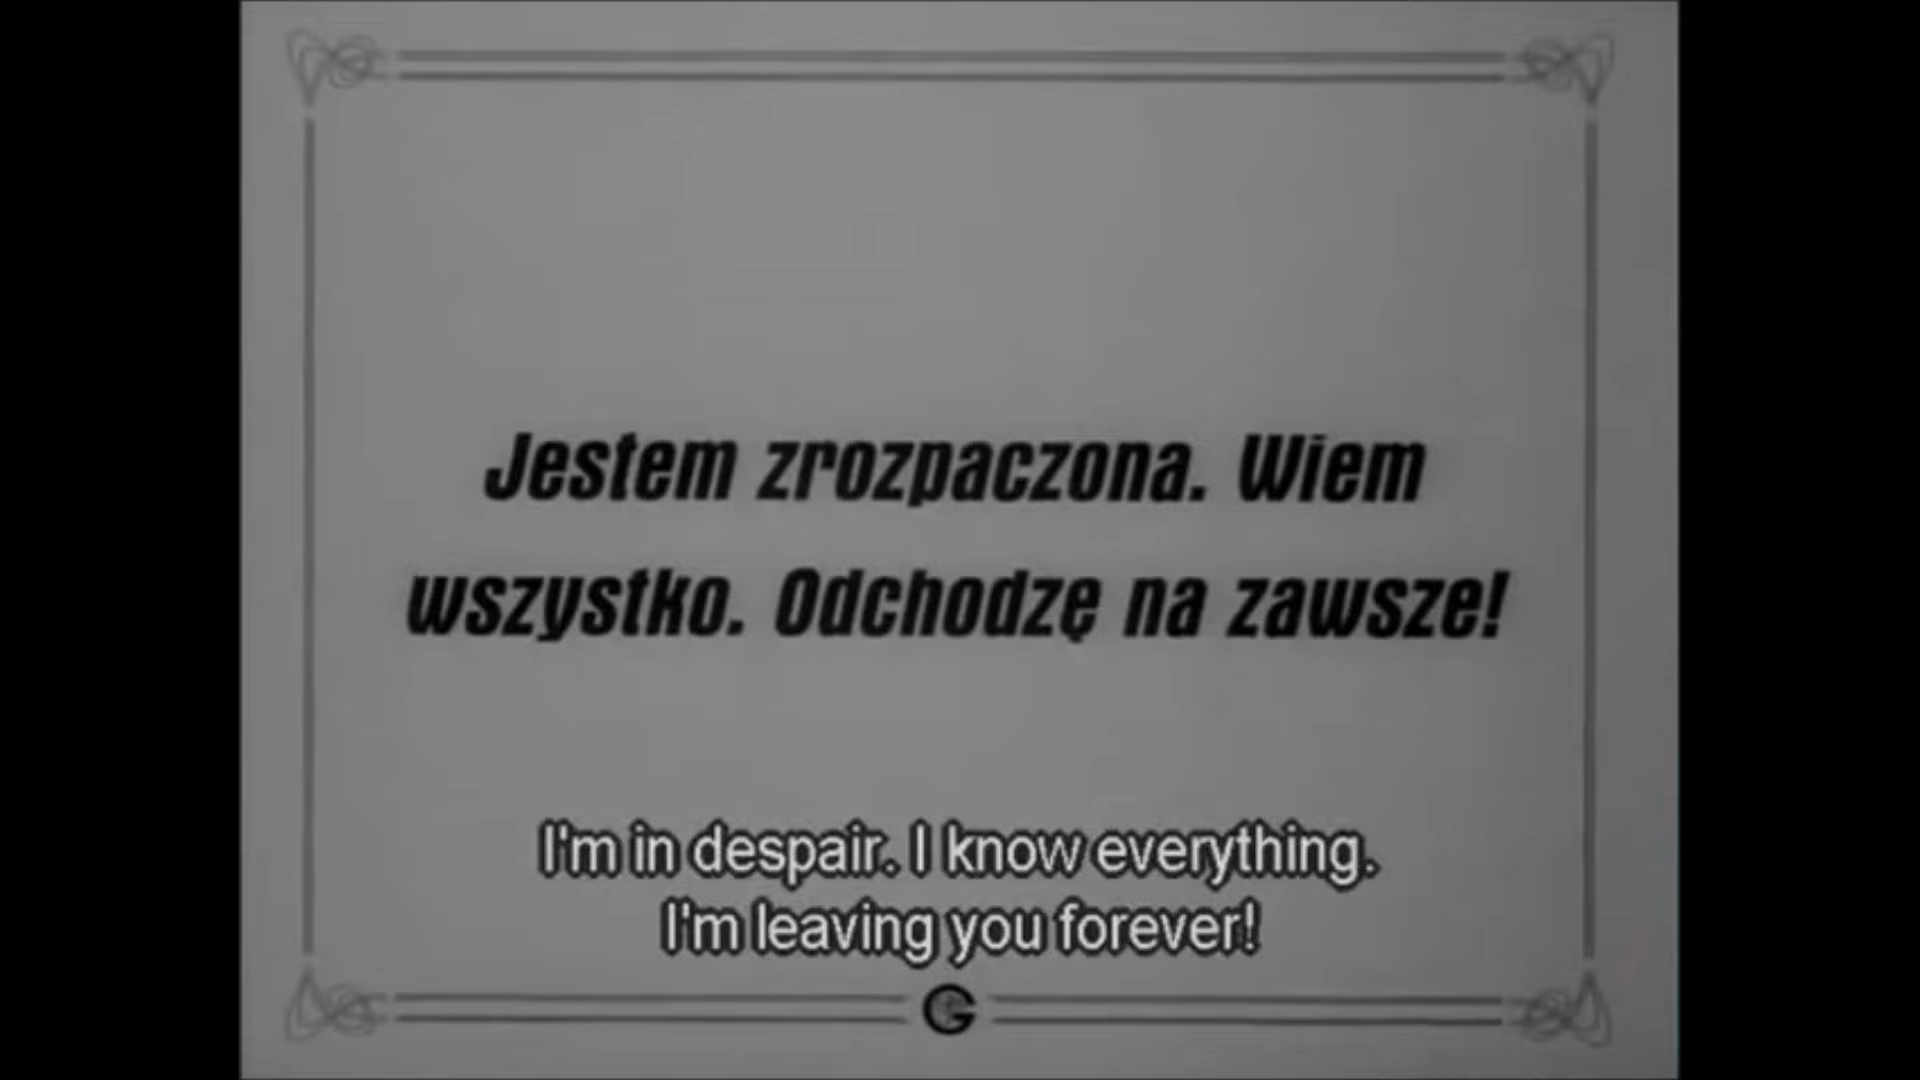 Jestem zrozpaczona. Wiem
wszystko. Odchodzę na zawsze!
I'm in despair. I know everything.
I'm leaving you forever!
G